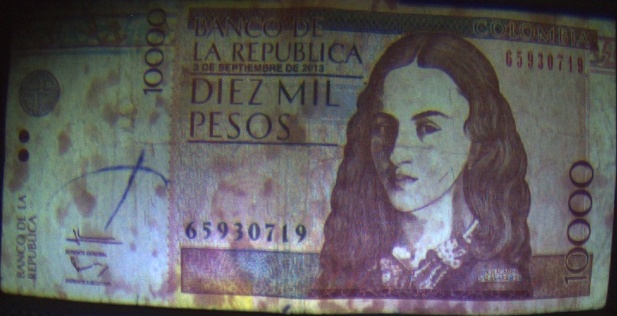 BANCO DE
LA REPUBLICA
3 DE SEPTIEMBRE DE 2013
DIEZ MIL
PESOS
65930719
COLOMBIA
65930719
10000
10000
BANCO DE LA
REPUBLICA